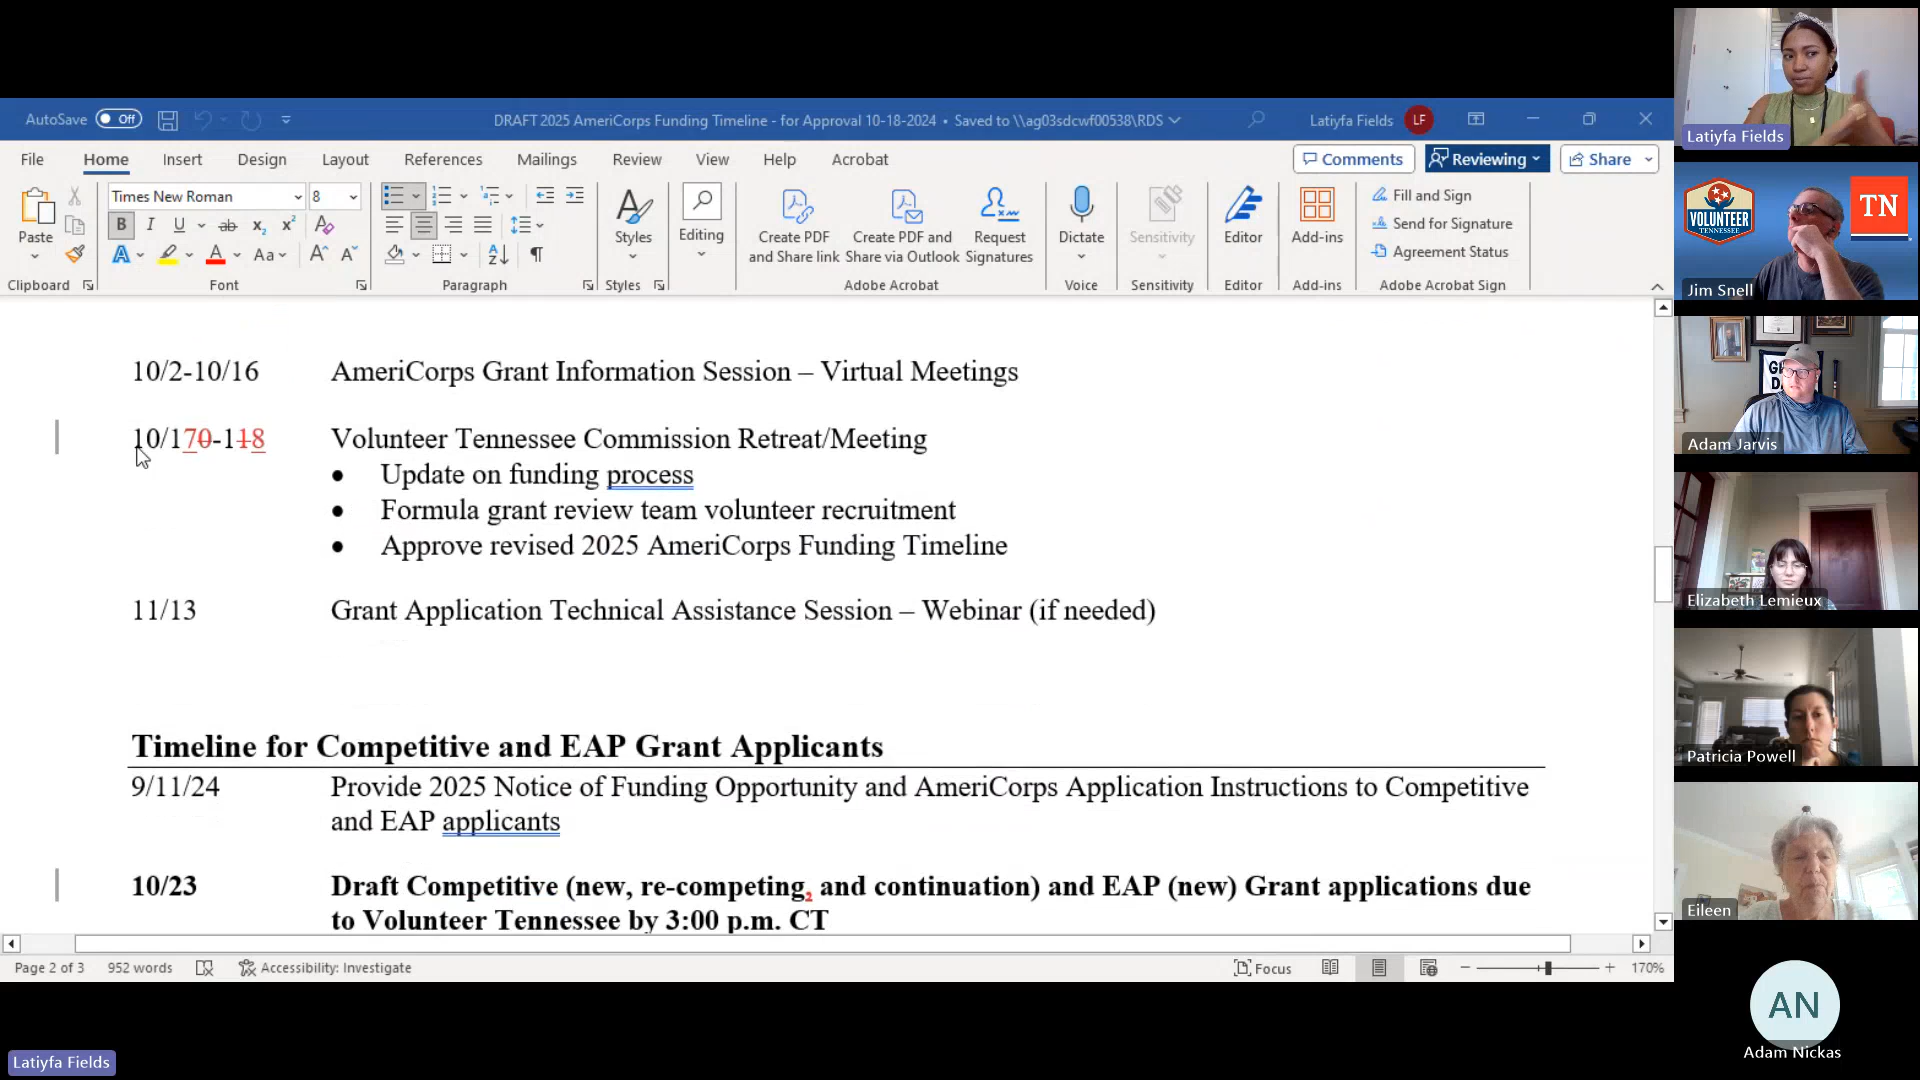 AutoSave Off
DRAFT 2025 AmeriCorps Funding Timeline - for Approval 10-18-2024 • Saved to \\ag03sdcwf00538\RDS
Latiyfa Fields LF
File Home Insert Design Layout References Mailings Review View Help Acrobat
Comments Reviewing Share
Times New Roman 8
Paste
Styles
Editing
Create PDF and Share link
Create PDF and Share via Outlook
Request Signatures
Dictate
Sensitivity
Editor
Add-ins
Fill and Sign
Send for Signature
Agreement Status
Clipboard Font Paragraph Styles Adobe Acrobat Voice Sensitivity Editor Add-ins Adobe Acrobat Sign
10/2-10/16 AmeriCorps Grant Information Session – Virtual Meetings
10/170-118 Volunteer Tennessee Commission Retreat/Meeting
• Update on funding process
• Formula grant review team volunteer recruitment
• Approve revised 2025 AmeriCorps Funding Timeline
11/13 Grant Application Technical Assistance Session – Webinar (if needed)
Timeline for Competitive and EAP Grant Applicants
9/11/24 Provide 2025 Notice of Funding Opportunity and AmeriCorps Application Instructions to Competitive
and EAP applicants
10/23 Draft Competitive (new, re-competing, and continuation) and EAP (new) Grant applications due
to Volunteer Tennessee by 3:00 p.m. CT
Page 2 of 3 952 words Accessibility: Investigate Focus 170%
Latiyfa Fields
VOLUNTEER
TENNESSEE
TN
Jim Snell
Adam Jarvis
Elizabeth Lemieux
Patricia Powell
Eileen
AN
Adam Nickas
Latiyfa Fields